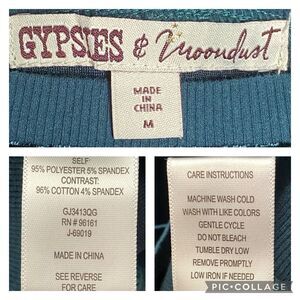 GYPSIES & Moondust
MADE
IN
CHINA
M
SELF:
95% POLYESTER 5% SPANDEX
CONTRAST:
96% COTTON 4% SPANDEX
GJ3413QG
RN # 96161
J-69019
MADE IN CHINA
SEE REVERSE
FOR CARE
CARE INSTRUCTIONS
MACHINE WASH COLD
WASH WITH LIKE COLORS
GENTLE CYCLE
DO NOT BLEACH
TUMBLE DRY LOW
REMOVE PROMPTLY
LOW IRON IF NEEDED
PIC•COLLAGE